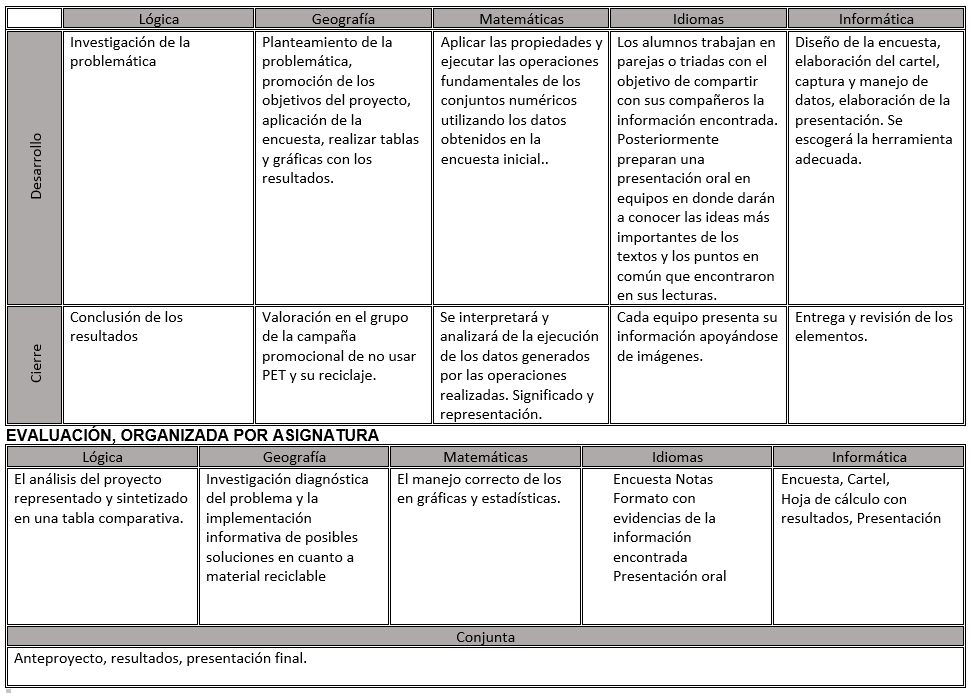 Lógica
Geografía
Matemáticas
Idiomas
Informática
Desarrollo
Investigación de la
problemática
Planteamiento de la
problemática,
promoción de los
objetivos del proyecto,
aplicación de la
encuesta, realizar tablas
y gráficas con los
resultados.
Aplicar las propiedades y
ejecutar las operaciones
fundamentales de los
conjuntos numéricos
utilizando los datos
obtenidos en la
encuesta inicial..
Los alumnos trabajan en
parejas o triadas con el
objetivo de compartir
con sus compañeros la
información encontrada.
Posteriormente
preparan una
presentación oral en
equipos en donde darán
a conocer las ideas más
importantes de los
textos y los puntos en
común que encontraron
en sus lecturas.
Diseño de la encuesta,
elaboración del cartel,
captura y manejo de
datos, elaboración de la
presentación. Se
escogerá la herramienta
adecuada.
Cierre
Conclusión de los
resultados
Valoración en el grupo
de la campaña
promocional de no usar
PET y su reciclaje.
Se interpretará y
analizará de la ejecución
de los datos generados
por las operaciones
realizadas. Significado y
representación.
Cada equipo presenta su
información apoyándose
de imágenes.
Entrega y revisión de los
elementos.
EVALUACIÓN, ORGANIZADA POR ASIGNATURA
Lógica
Geografía
Matemáticas
Idiomas
Informática
El análisis del proyecto
representado y sintetizado
en una tabla comparativa.
Investigación diagnóstica
del problema y la
implementación
informativa de posibles
soluciones en cuanto a
material reciclable
El manejo correcto de los
en gráficas y estadísticas.
Encuesta Notas
Formato con
evidencias de la
información
encontrada
Presentación oral
Encuesta, Cartel,
Hoja de cálculo con
resultados, Presentación
Conjunta
Anteproyecto, resultados, presentación final.